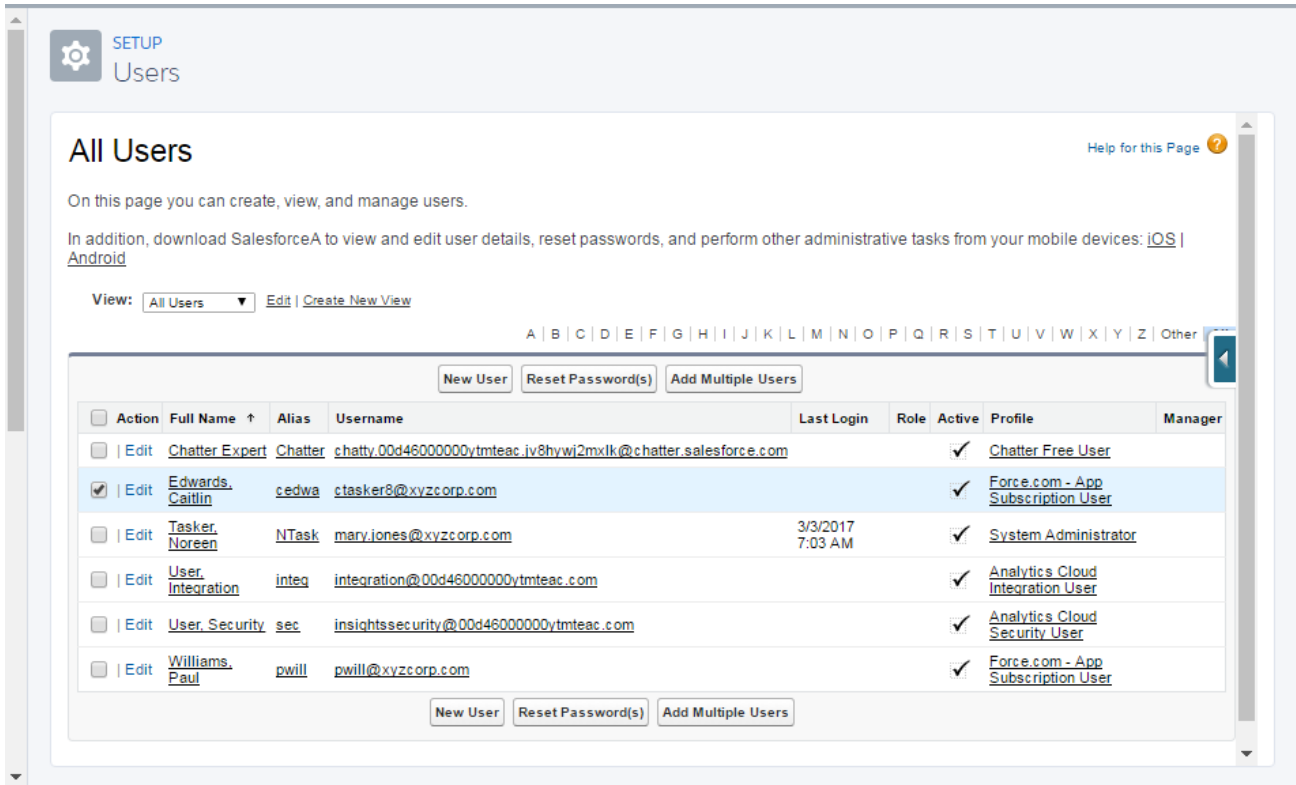 SETUP
Users
All Users
Help for this Page
On this page you can create, view, and manage users.
In addition, download SalesforceA to view and edit user details, reset passwords, and perform other administrative tasks from your mobile devices: iOS |
Android
View: All Users Edit | Create New View
A | B | C | D | E | F | G | H | I | J | K | L | M | N | O | P | Q | R | S | T | U | V | W | X | Y | Z | Other
New User Reset Password(s) Add Multiple Users
Action Full Name ↑ Alias Username Last Login Role Active Profile Manager
| Edit Chatter Expert Chatter chatty.00d46000000ytmteac.jv8hywj2mxlk@chatter.salesforce.com Chatter Free User
| Edit Edwards, Caitlin cedwa ctasker8@xyzcorp.com Force.com - App Subscription User
| Edit Tasker, Noreen NTask mary.jones@xyzcorp.com 3/3/2017 7:03 AM System Administrator
| Edit User, Integration integ integration@00d46000000ytmteac.com Analytics Cloud Integration User
| Edit User, Security sec insightssecurity@00d46000000ytmteac.com Analytics Cloud Security User
| Edit Williams, Paul pwill pwill@xyzcorp.com Force.com - App Subscription User
New User Reset Password(s) Add Multiple Users